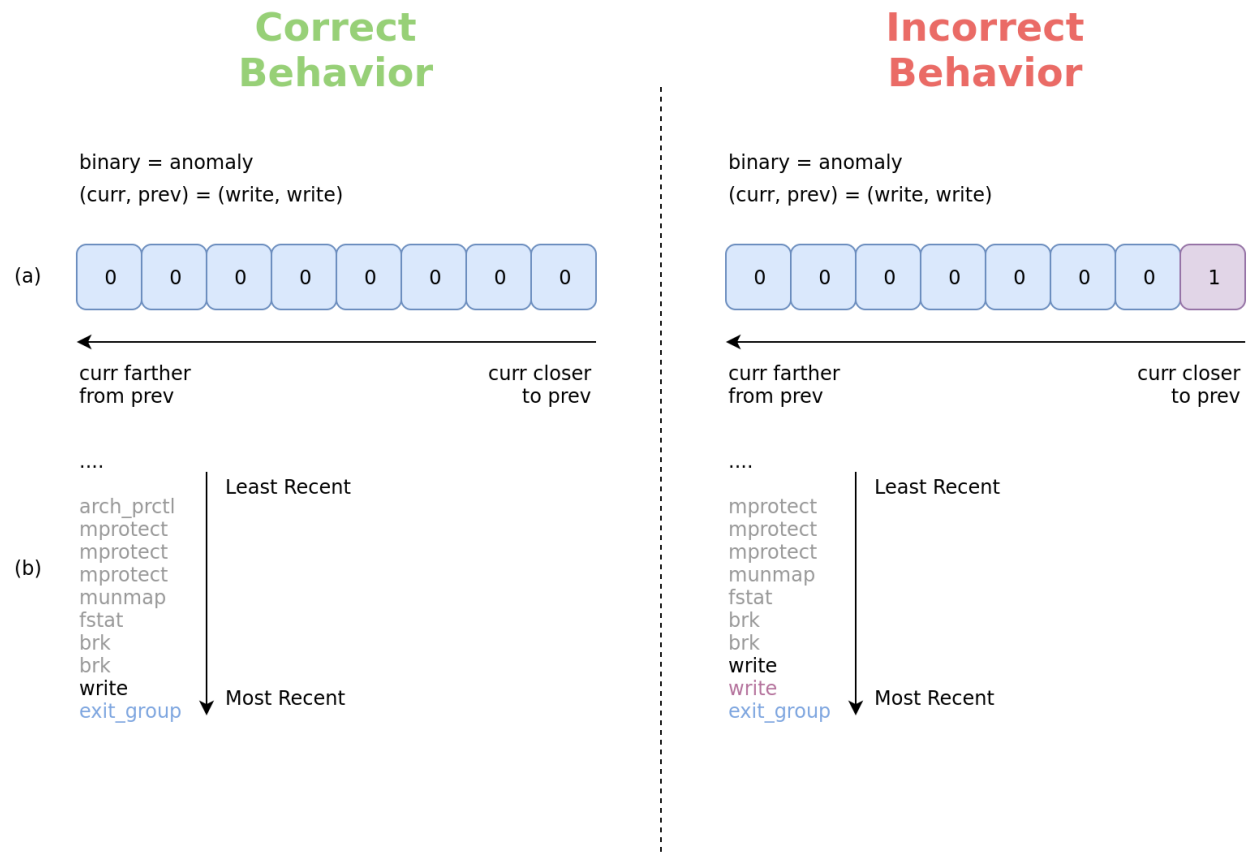 Correct
Behavior
binary = anomaly
(curr, prev) = (write, write)
(a)
0 0 0 0 0 0 0 0
curr farther
from prev
curr closer
to prev
....
Least Recent
arch_prctl
mprotect
mprotect
mprotect
(b)
munmap
fstat
brk
brk
write
Most Recent
exit_group
Incorrect
Behavior
binary = anomaly
(curr, prev) = (write, write)
0 0 0 0 0 0 0 1
curr farther
from prev
curr closer
to prev
....
Least Recent
mprotect
mprotect
mprotect
munmap
fstat
brk
brk
write
write
Most Recent
exit_group